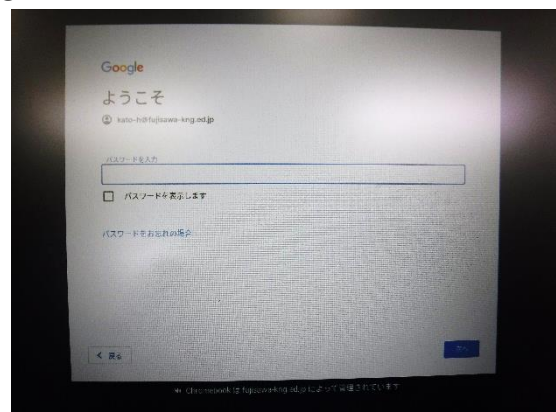 Google
ようこそ
kato-h@fujisawa-kng.ed.jp
パスワードを入力
パスワードを表示します
パスワードをお忘れの場合
< 戻る
次へ
Chromebook は fujisawa-kng.ed.jp によって管理されています